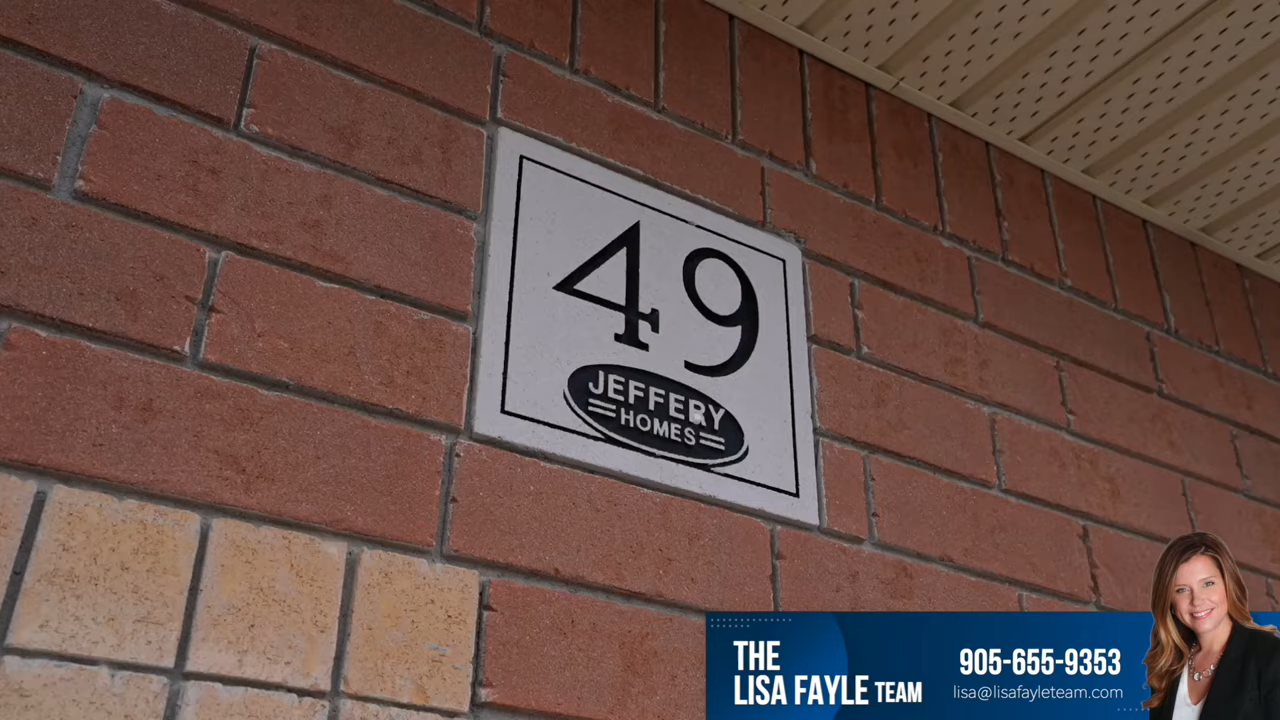 49
JEFFERY
HOMES
THE
LISA FAYLE TEAM
905-655-9353
lisa@lisafayleteam.com